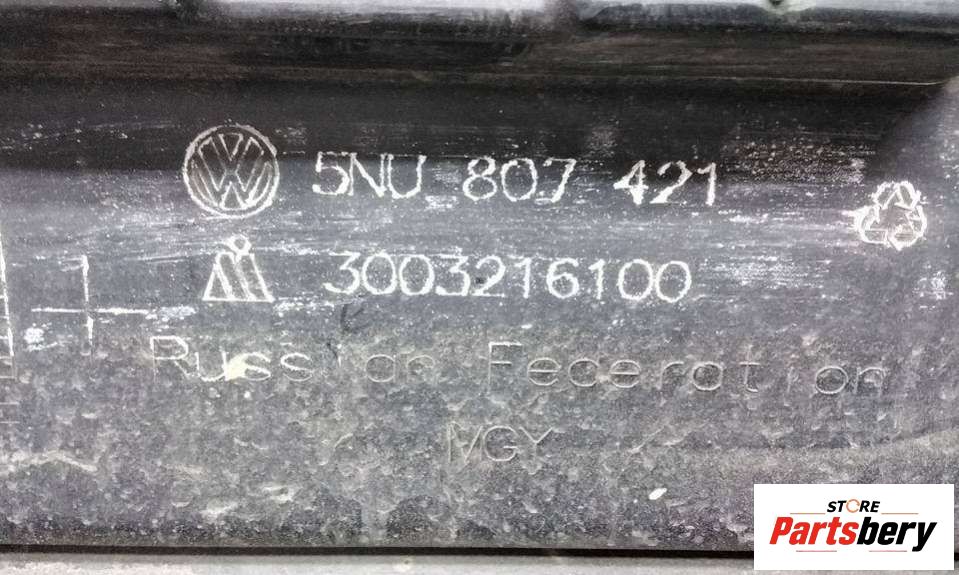 5NU 807 421
3003216100
Russian Federation
MGY
STORE
Partsbery